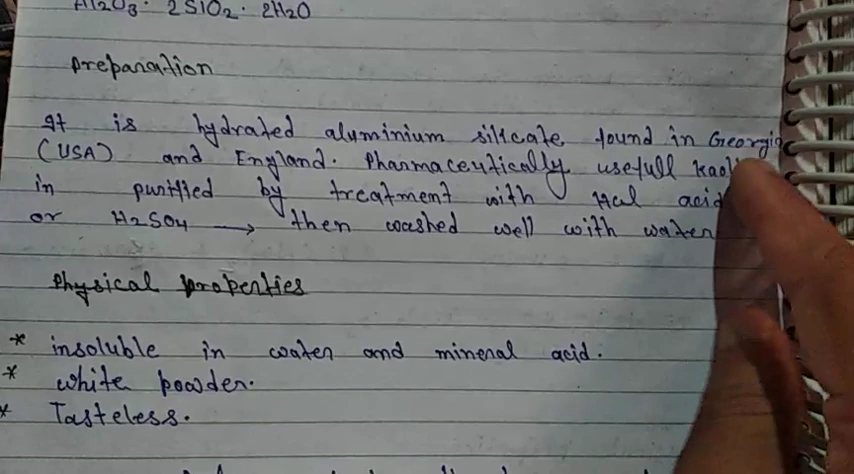 Al2O3. 2SiO2. 2H2O
Preparation
It is hydrated aluminium silicate found in Georgia
(USA) and England. Pharmaceutically usefull Kaol
in purified by treatment with Hcl acid
or H2SO4 → then washed well with water
Physical properties
* insoluble in water and mineral acid.
* white powder.
* Tasteless.